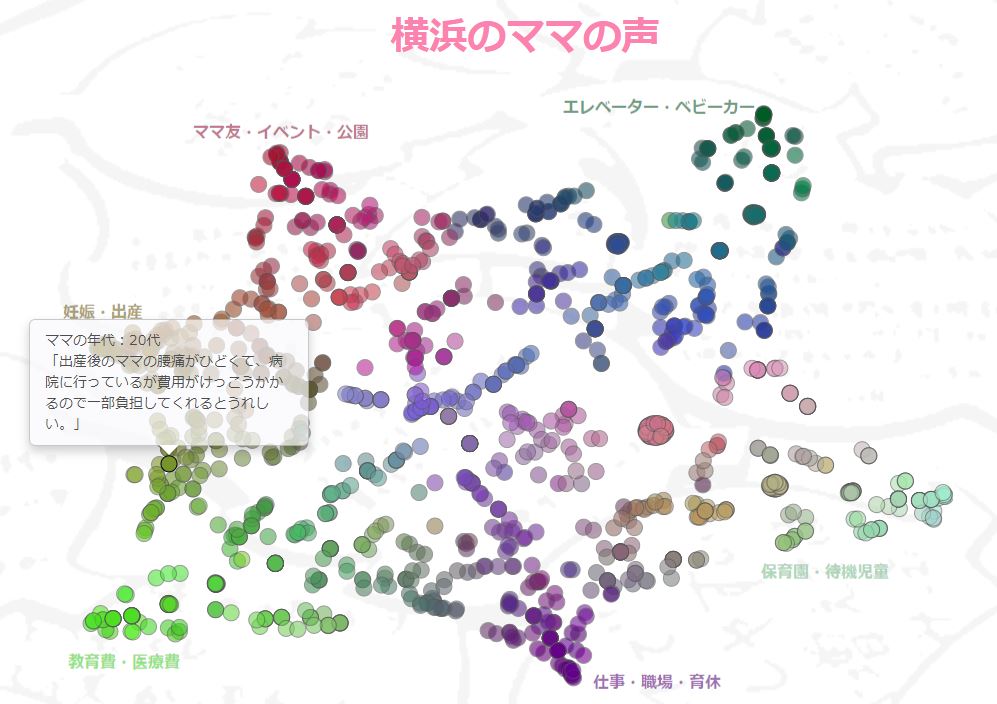 横浜のママの声
エレベーター・ベビーカー
ママ友・イベント・公園
妊娠・出産
ママの年代：20代
「出産後のママの腰痛がひどくて、病
院に行っているが費用がけっこうかか
るので一部負担してくれるとうれし
い。」
保育園・待機児童
教育費・医療費
仕事・職場・育休